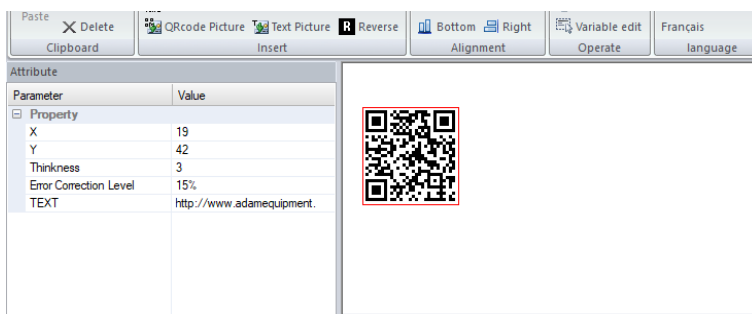 Paste
Delete
QRcode Picture Text Picture R Reverse
Bottom Right
Variable edit
Français
Clipboard Insert Alignment Operate language
Attribute
Parameter Value
Property
X 19
Y 42
Thinkness 3
Error Correction Level 15%
TEXT http://www.adamequipment.